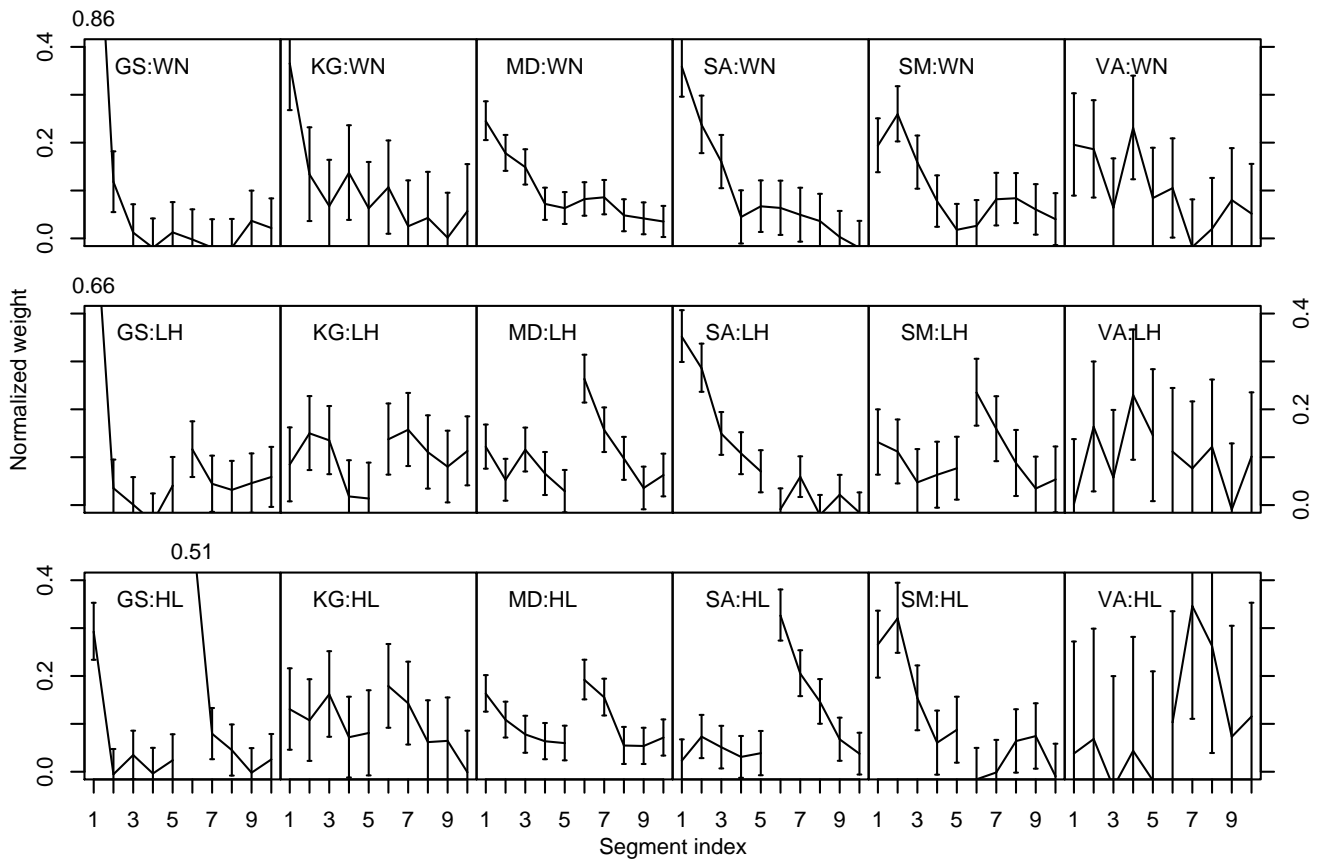 0.86
0.4
0.2
0.0
GS:WN
KG:WN
MD:WN
SA:WN
SM:WN
VA:WN
0.66
Normalized weight
GS:LH
KG:LH
MD:LH
SA:LH
SM:LH
VA:LH
0.4
0.2
0.0
0.51
0.4
0.2
0.0
GS:HL
KG:HL
MD:HL
SA:HL
SM:HL
VA:HL
1 3 5 7 9 1 3 5 7 9 1 3 5 7 9 1 3 5 7 9 1 3 5 7 9 1 3 5 7 9
Segment index